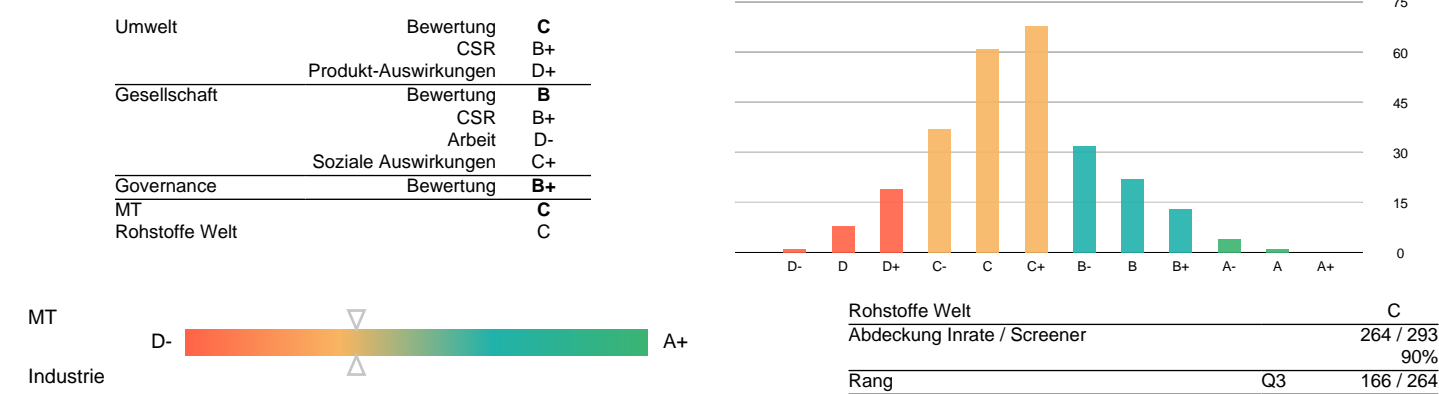 Umwelt Bewertung C
CSR B+
Produkt-Auswirkungen D+
Gesellschaft Bewertung B
CSR B+
Arbeit D-
Soziale Auswirkungen C+
Governance Bewertung B+
MT C
Rohstoffe Welt C
75
60
45
30
15
0
D- D D+ C- C C+ B- B B+ A- A A+
MT
D- A+
Industrie
Rohstoffe Welt C
Abdeckung Inrate / Screener 264 / 293
90%
Rang Q3 166 / 264